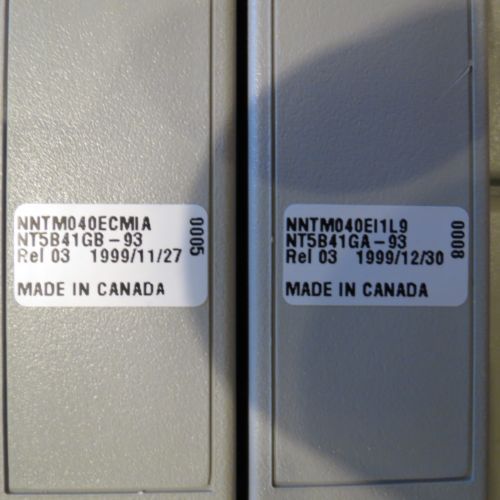 NNTM040ECMIA
NT5B41GB-93
Rel 03 1999/11/27
MADE IN CANADA
0005
NNTM040EI1L9
NT5B41GA-93
Rel 03 1999/12/30
MADE IN CANADA
0008